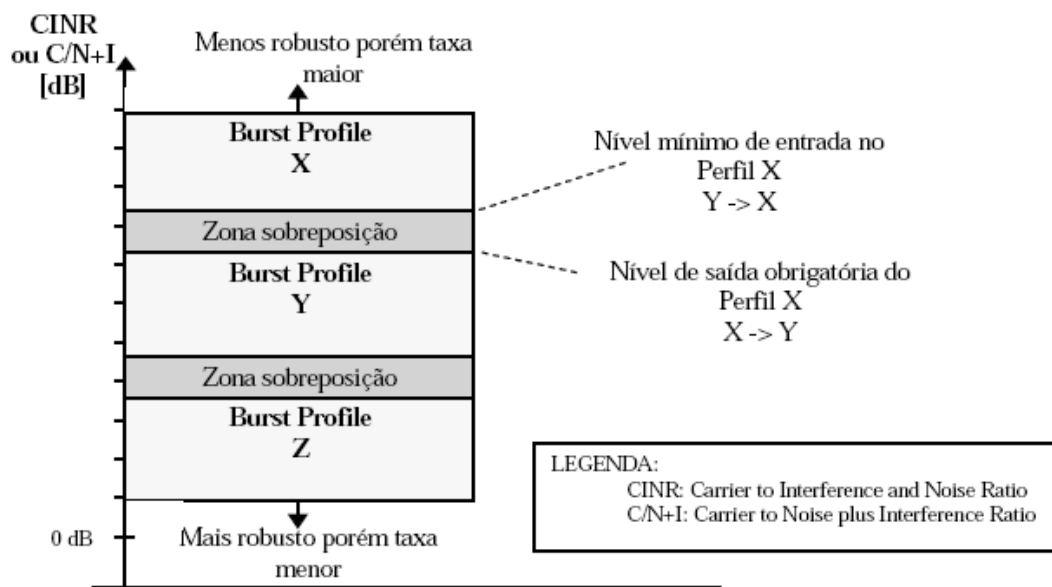 CINR
ou C/N+I
[dB]
Menos robusto porém taxa
maior
Burst Profile
X
Nível mínimo de entrada no
Perfil X
Y -> X
Zona sobreposição
Burst Profile
Y
Nível de saída obrigatória do
Perfil X
X -> Y
Zona sobreposição
Burst Profile
Z
LEGENDA:
CINR: Carrier to Interference and Noise Ratio
C/N+I: Carrier to Noise plus Interference Ratio
0 dB
Mais robusto porém taxa
menor